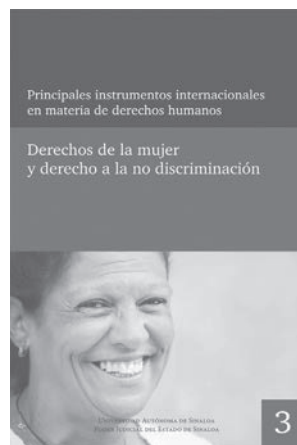 Principales instrumentos internacionales
en materia de derechos humanos
Derechos de la mujer
y derecho a la no discriminación
Universidad Autónoma de Sinaloa
Poder Judicial del Estado de Sinaloa
3